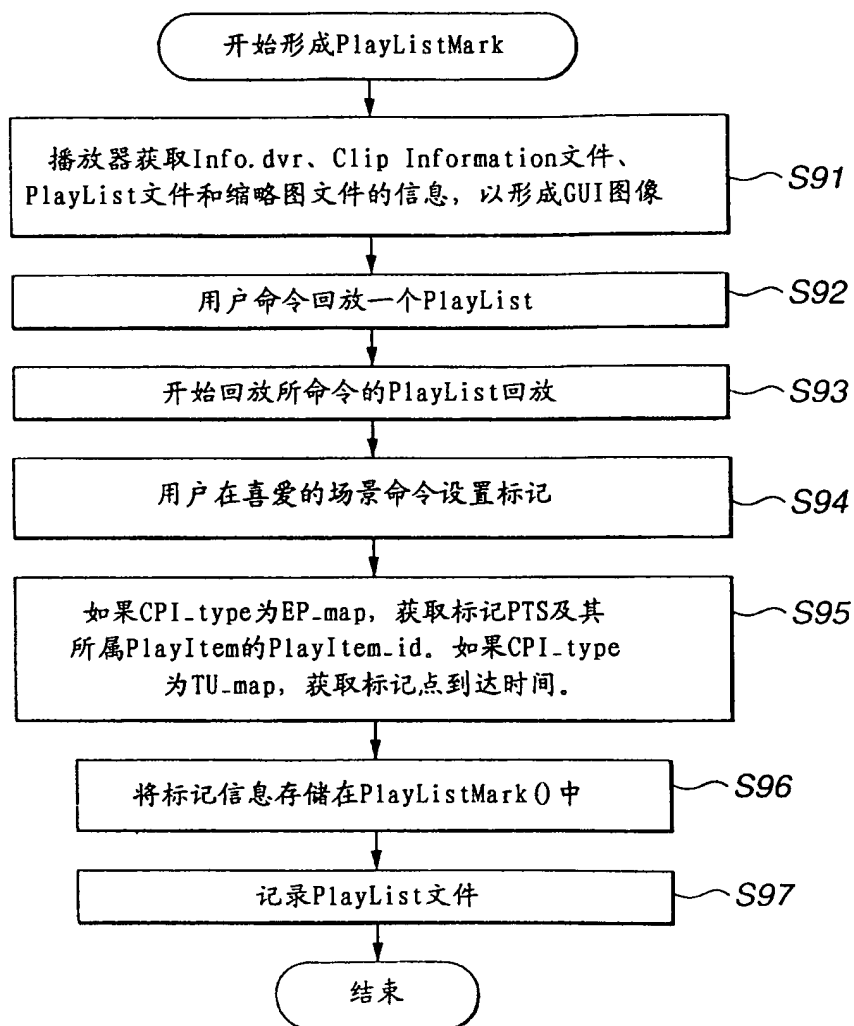 开始形成PlayListMark
播放器获取Info.dvr、Clip Information文件、
PlayList文件和缩略图文件的信息，以形成GUI图像
S91
用户命令回放一个PlayList
S92
开始回放所命令的PlayList回放
S93
用户在喜爱的场景命令设置标记
S94
如果CPI_type为EP_map，获取标记PTS及其
所属PlayItem的PlayItem_id。如果CPI_type
为TU_map，获取标记点到达时间。
S95
将标记信息存储在PlayListMark()中
S96
记录PlayList文件
S97
结束